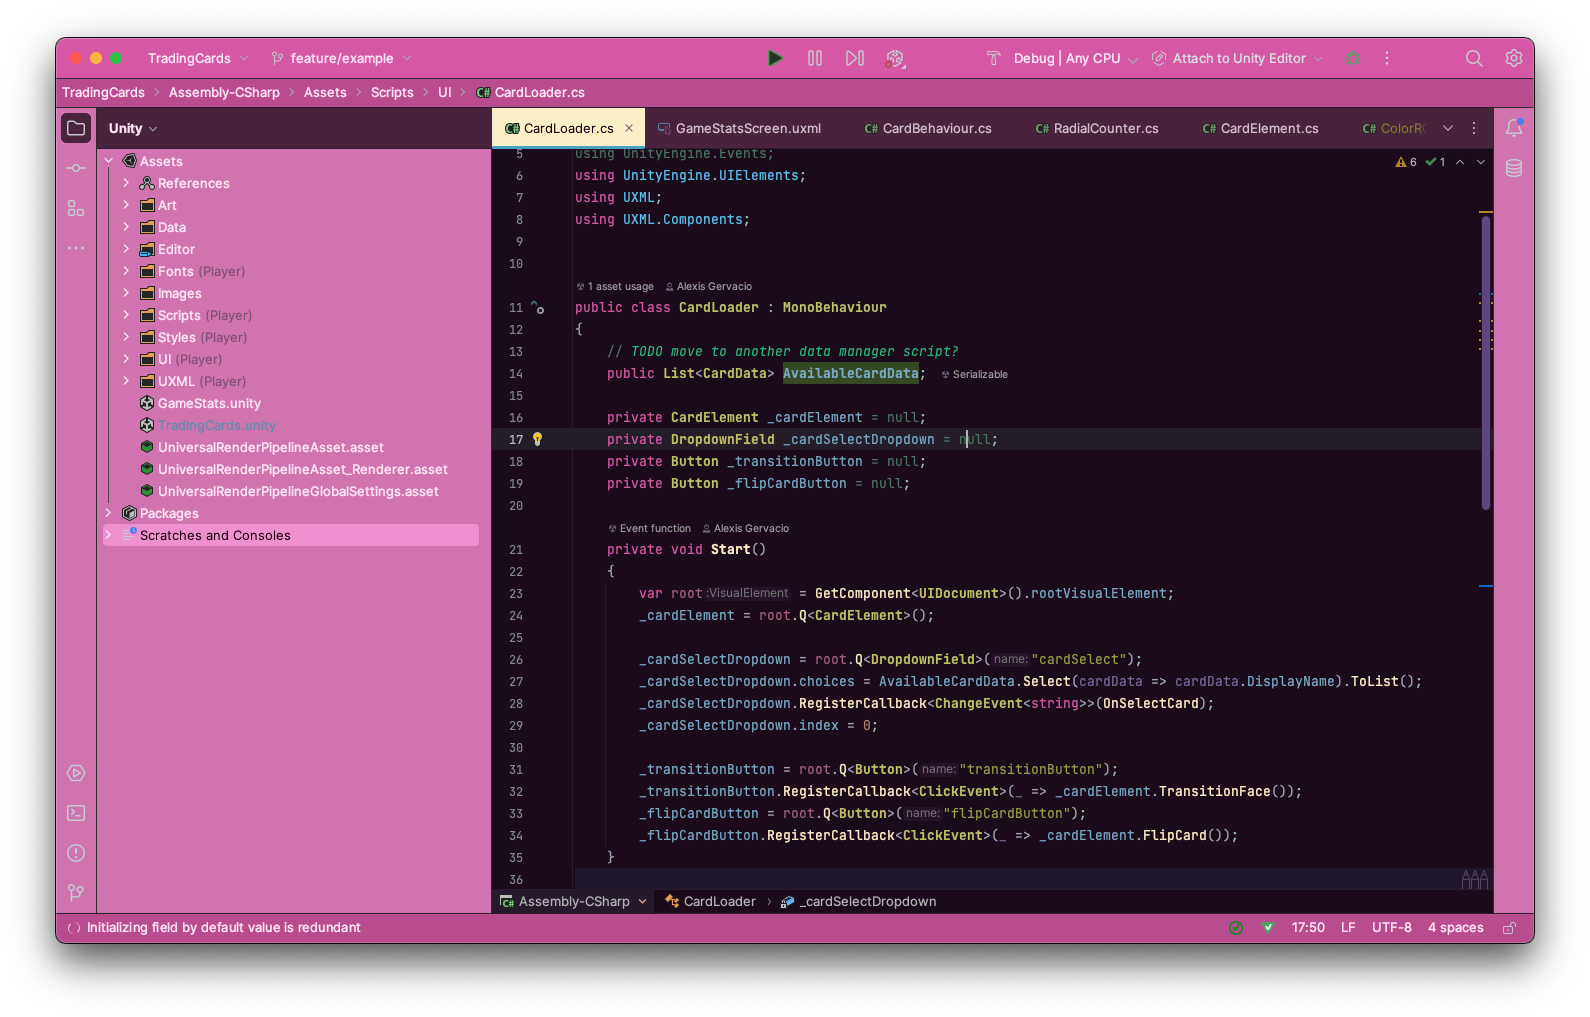 TradingCards feature/example Debug | Any CPU Attach to Unity Editor
TradingCards Assembly-CSharp Assets Scripts UI C# CardLoader.cs
Unity
C# CardLoader.cs GameStatsScreen.uxml C# CardBehaviour.cs C# RadialCounter.cs C# CardElement.cs C#
Assets
References
Art
Data
Editor
Fonts (Player)
Images
Scripts (Player)
Styles (Player)
UI (Player)
UXML (Player)
GameStats.unity
TradingCards.unity
UniversalRenderPipelineAsset.asset
UniversalRenderPipelineAsset_Renderer.asset
UniversalRenderPipelineGlobalSettings.asset
Packages
Scratches and Consoles
6 1
5 using UnityEngine.Events;
6 using UnityEngine.UIElements;
7 using UXML;
8 using UXML.Components;
9
10
1 asset usage Alexis Gervacio
11 public class CardLoader : MonoBehaviour
12 {
13 // TODO move to another data manager script?
14 public List<CardData> AvailableCardData; Serializable
15
16 private CardElement _cardElement = null;
17 private DropdownField _cardSelectDropdown = null;
18 private Button _transitionButton = null;
19 private Button _flipCardButton = null;
20
Event function Alexis Gervacio
21 private void Start()
22 {
23 var root :VisualElement = GetComponent<UIDocument>().rootVisualElement;
24 _cardElement = root.Q<CardElement>();
25
26 _cardSelectDropdown = root.Q<DropdownField>( name: "cardSelect");
27 _cardSelectDropdown.choices = AvailableCardData.Select(cardData => cardData.DisplayName).ToList();
28 _cardSelectDropdown.RegisterCallback<ChangeEvent<string>>(OnSelectCard);
29 _cardSelectDropdown.index = 0;
30
31 _transitionButton = root.Q<Button>( name: "transitionButton");
32 _transitionButton.RegisterCallback<ClickEvent>(_ => _cardElement.TransitionFace());
33 _flipCardButton = root.Q<Button>( name: "flipCardButton");
34 _flipCardButton.RegisterCallback<ClickEvent>(_ => _cardElement.FlipCard());
35 }
36
C# Assembly-CSharp CardLoader _cardSelectDropdown
Initializing field by default value is redundant 17:50 LF UTF-8 4 spaces